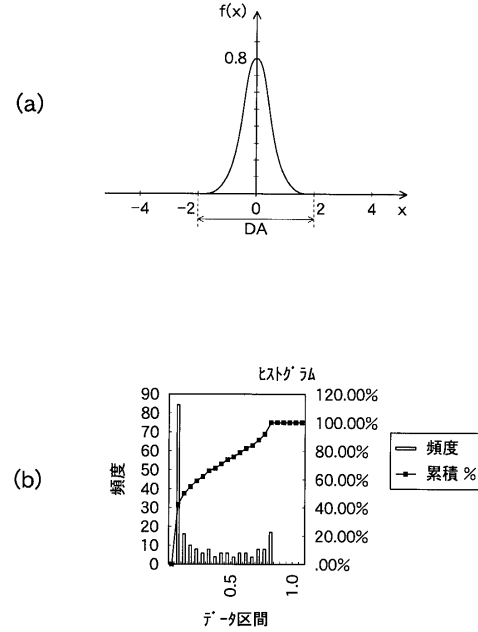 f(x)
0.8
(a)
-4 -2 0 2 4 x
DA
ﾋｽﾄｸﾞﾗﾑ
90 120.00%
80 100.00%
70 80.00%
60 60.00%
50 40.00%
40 20.00%
30 .00%
20
10
0
頻度
0.5 1.0
ﾃﾞｰﾀ区間
頻度
累積 %
(b)